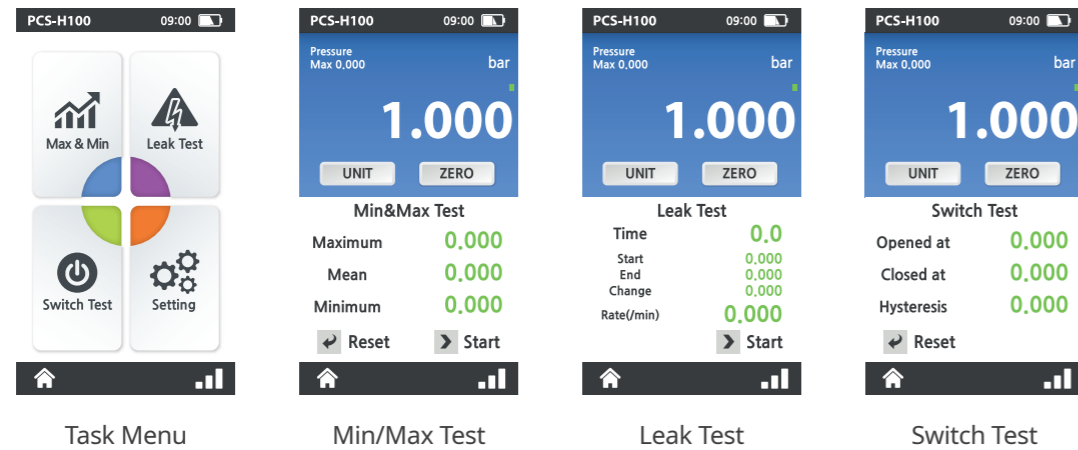 PCS-H100 09:00
Max & Min
Leak Test
Switch Test
Setting
Task Menu
PCS-H100 09:00
Pressure
Max 0.000 bar
1.000
UNIT ZERO
Min&Max Test
Maximum 0.000
Mean 0.000
Minimum 0.000
Reset Start
Min/Max Test
PCS-H100 09:00
Pressure
Max 0.000 bar
1.000
UNIT ZERO
Leak Test
Time 0.0
Start 0.000
End 0.000
Change 0.000
Rate(/min) 0.000
Start
Leak Test
PCS-H100 09:00
Pressure
Max 0.000 bar
1.000
UNIT ZERO
Switch Test
Opened at 0.000
Closed at 0.000
Hysteresis 0.000
Reset
Switch Test